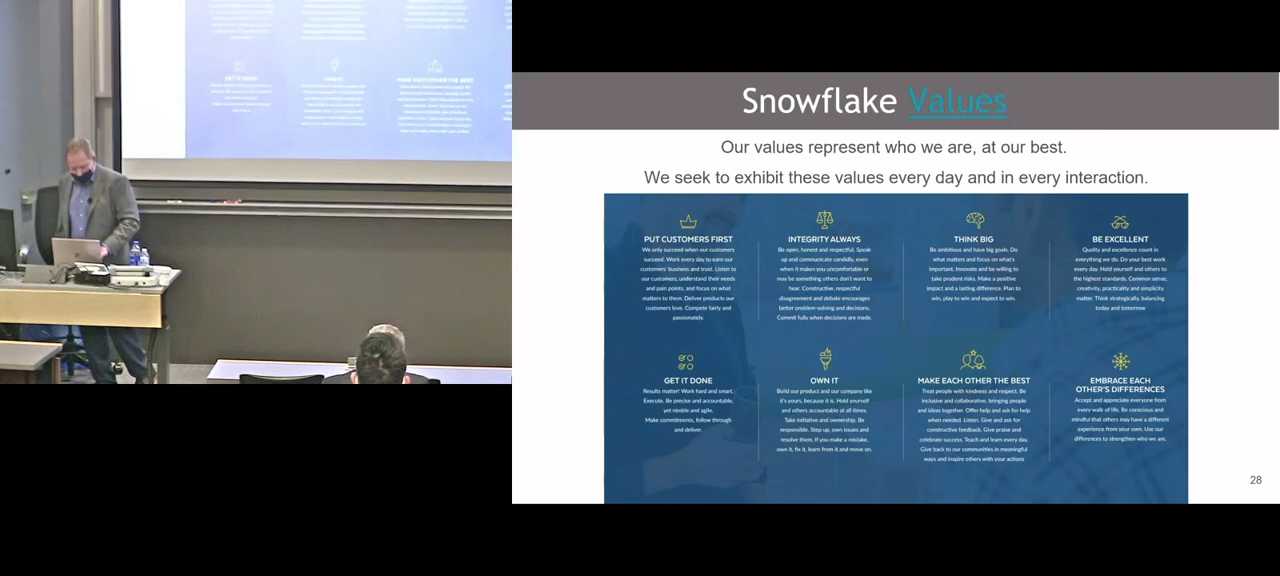 Snowflake Values
Our values represent who we are, at our best.
We seek to exhibit these values every day and in every interaction.
PUT CUSTOMERS FIRST
We only succeed when our customers
succeed. Work every day to earn our
customers' business and trust. Listen to
our customers, understand their needs
and pain points, and focus on what
matters to them. Deliver products our
customers love. Compete fairly and
passionately.
INTEGRITY ALWAYS
Be open, honest and respectful. Speak
up and communicate candidly, even
when it makes you uncomfortable or
may be something others don't want to
hear. Constructive, respectful
disagreement and debate encourages
better problem-solving and decisions.
Commit fully when decisions are made.
THINK BIG
Be ambitious and have big goals. Do
what matters and focus on what's
important. Innovate and be willing to
take prudent risks. Make a positive
impact and a lasting difference. Plan to
win, play to win and expect to win.
BE EXCELLENT
Quality and excellence count in
everything we do. Do your best work
every day. Hold yourself and others to
the highest standards. Common sense,
creativity, practicality and simplicity
matter. Think strategically, balancing
today and tomorrow
GET IT DONE
Results matter! Work hard and smart.
Execute. Be precise and accountable,
yet nimble and agile.
Make commitments, follow through
and deliver.
OWN IT
Build our product and our company like
it's yours, because it is. Hold yourself
and others accountable at all times.
Take initiative and ownership. Be
responsible. Step up, own issues and
resolve them. If you make a mistake,
own it, fix it, learn from it and move on.
MAKE EACH OTHER THE BEST
Treat people with kindness and respect. Be
inclusive and collaborative, bringing people
and ideas together. Offer help and ask for help
when needed. Listen. Give and ask for
constructive feedback. Give praise and
celebrate success. Teach and learn every day.
Give back to our communities in meaningful
ways and inspire others with your actions
EMBRACE EACH
OTHER'S DIFFERENCES
Accept and appreciate everyone from
every walk of life. Be conscious and
mindful that others may have a different
experience from your own. Use our
differences to strengthen who we are.
28